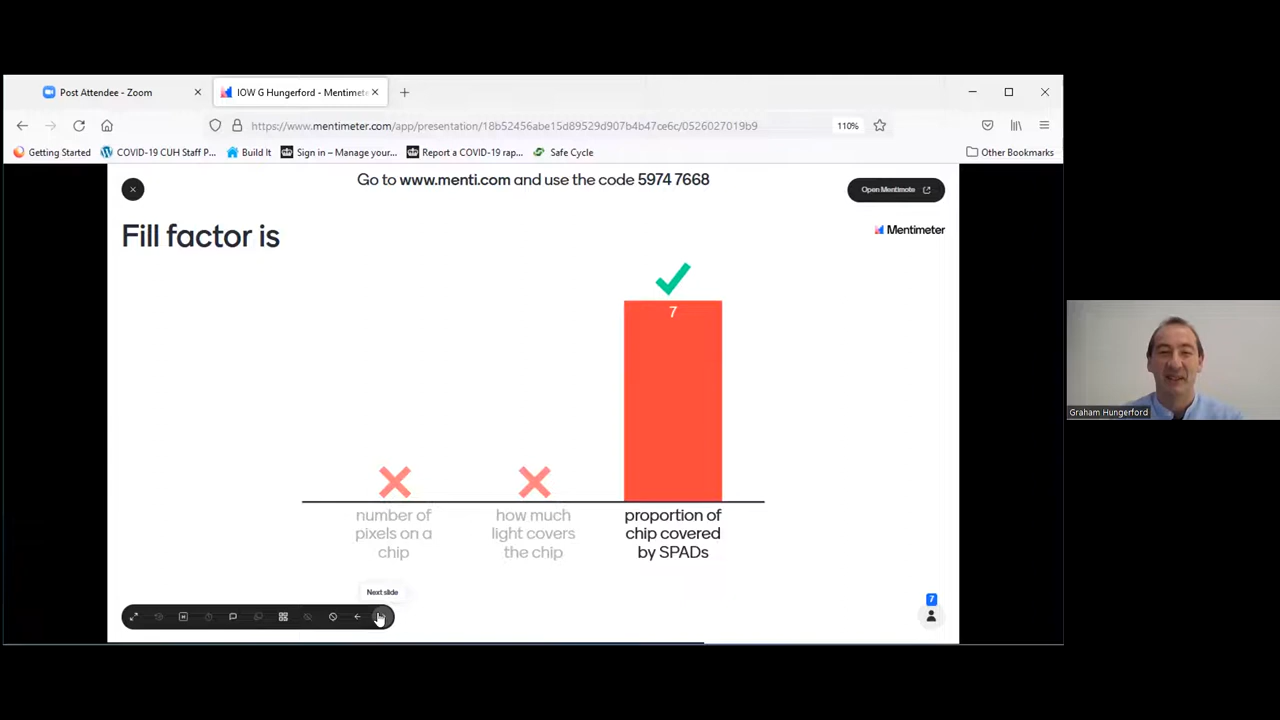 Post Attendee - Zoom
IOW G Hungerford - Mentimete
https://www.mentimeter.com/app/presentation/18b52456abe15d89529d907b4b47ce6c/0526027019b9
110%
Getting Started
COVID-19 CUH Staff P...
Build It
Sign in – Manage your...
Report a COVID-19 rap...
Safe Cycle
Other Bookmarks
Go to www.menti.com and use the code 5974 7668
Open Mentimote
Fill factor is
Mentimeter
7
number of
pixels on a
chip
how much
light covers
the chip
proportion of
chip covered
by SPADs
Next slide
7
Graham Hungerford